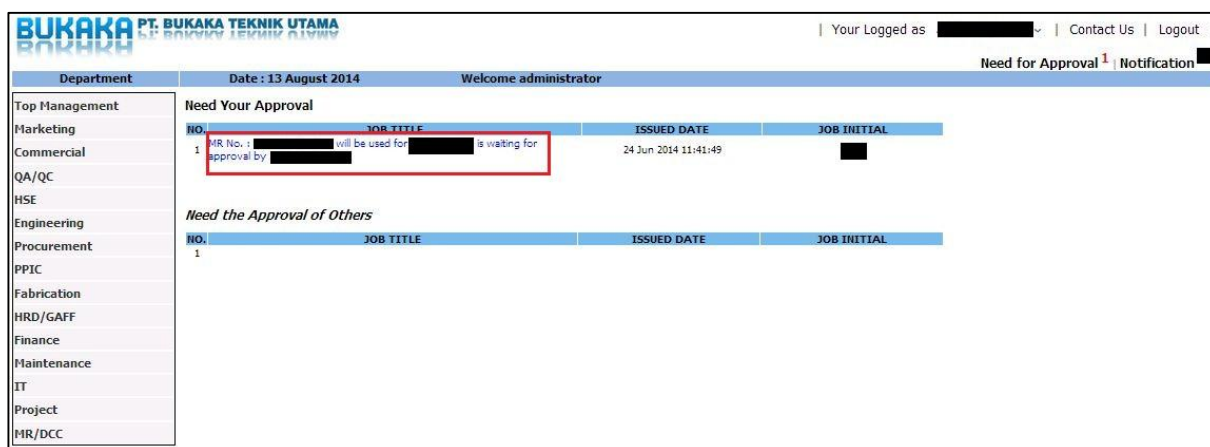 BUKAKA PT. BUKAKA TEKNIK UTAMA
| Your Logged as | Contact Us | Logout
Need for Approval 1 | Notification
Department Date : 13 August 2014 Welcome administrator
Top Management
Marketing
Commercial
QA/QC
HSE
Engineering
Procurement
PPIC
Fabrication
HRD/GAFF
Finance
Maintenance
IT
Project
MR/DCC
Need Your Approval
NO. JOB TITLE ISSUED DATE JOB INITIAL
1 MR No. : will be used for is waiting for 24 Jun 2014 11:41:49
approval by
Need the Approval of Others
NO. JOB TITLE ISSUED DATE JOB INITIAL
1